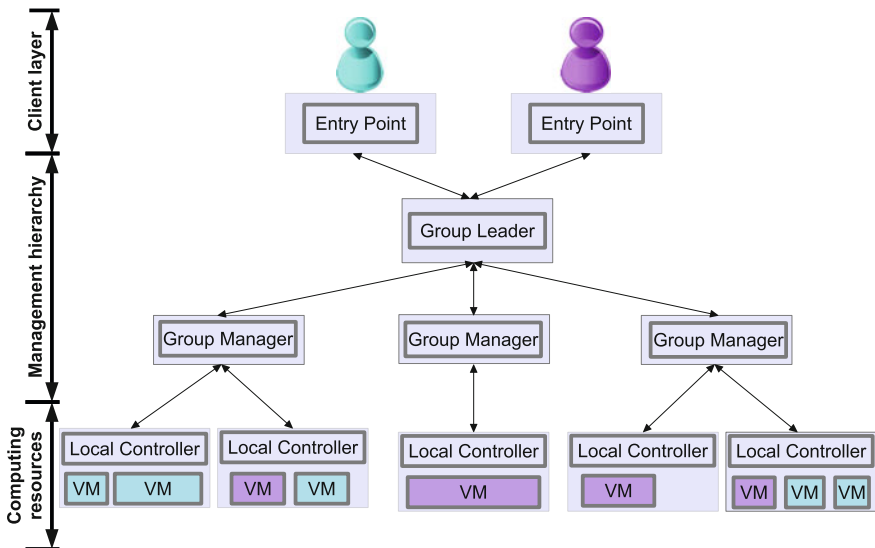 Client layer
Entry Point
Entry Point
Management hierarchy
Group Leader
Group Manager
Group Manager
Group Manager
Computing
resources
Local Controller
VM
VM
Local Controller
VM
VM
Local Controller
VM
Local Controller
VM
Local Controller
VM
VM
VM